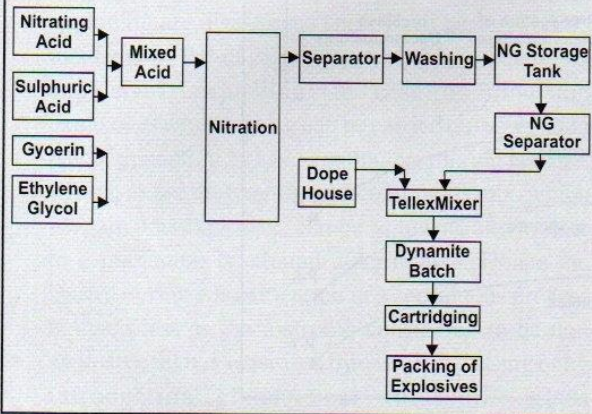 Nitrating
Acid
Sulphuric
Acid
Mixed
Acid
Gyoerin
Ethylene
Glycol
Nitration
Separator
Washing
NG Storage
Tank
NG
Separator
Dope
House
TellexMixer
Dynamite
Batch
Cartridging
Packing of
Explosives